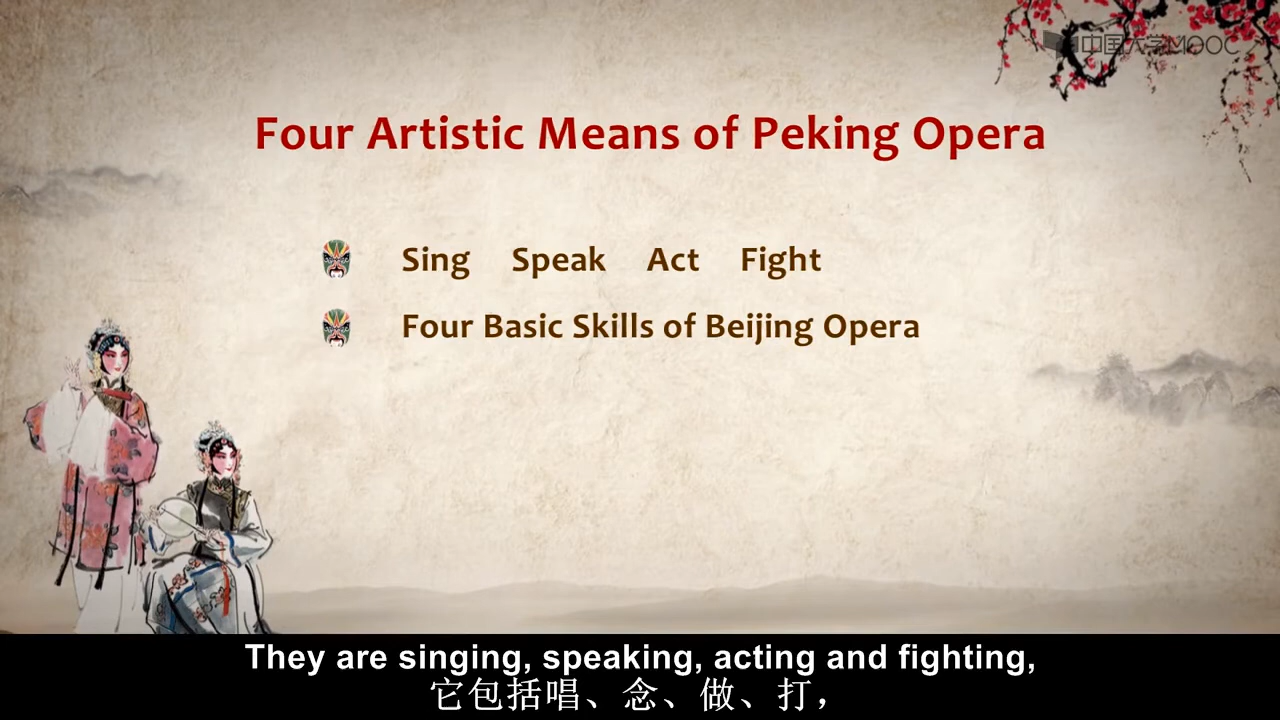 中国大学MOOC
Four Artistic Means of Peking Opera
Sing Speak Act Fight
Four Basic Skills of Beijing Opera
They are singing, speaking, acting and fighting,
它包括唱、念、做、打，